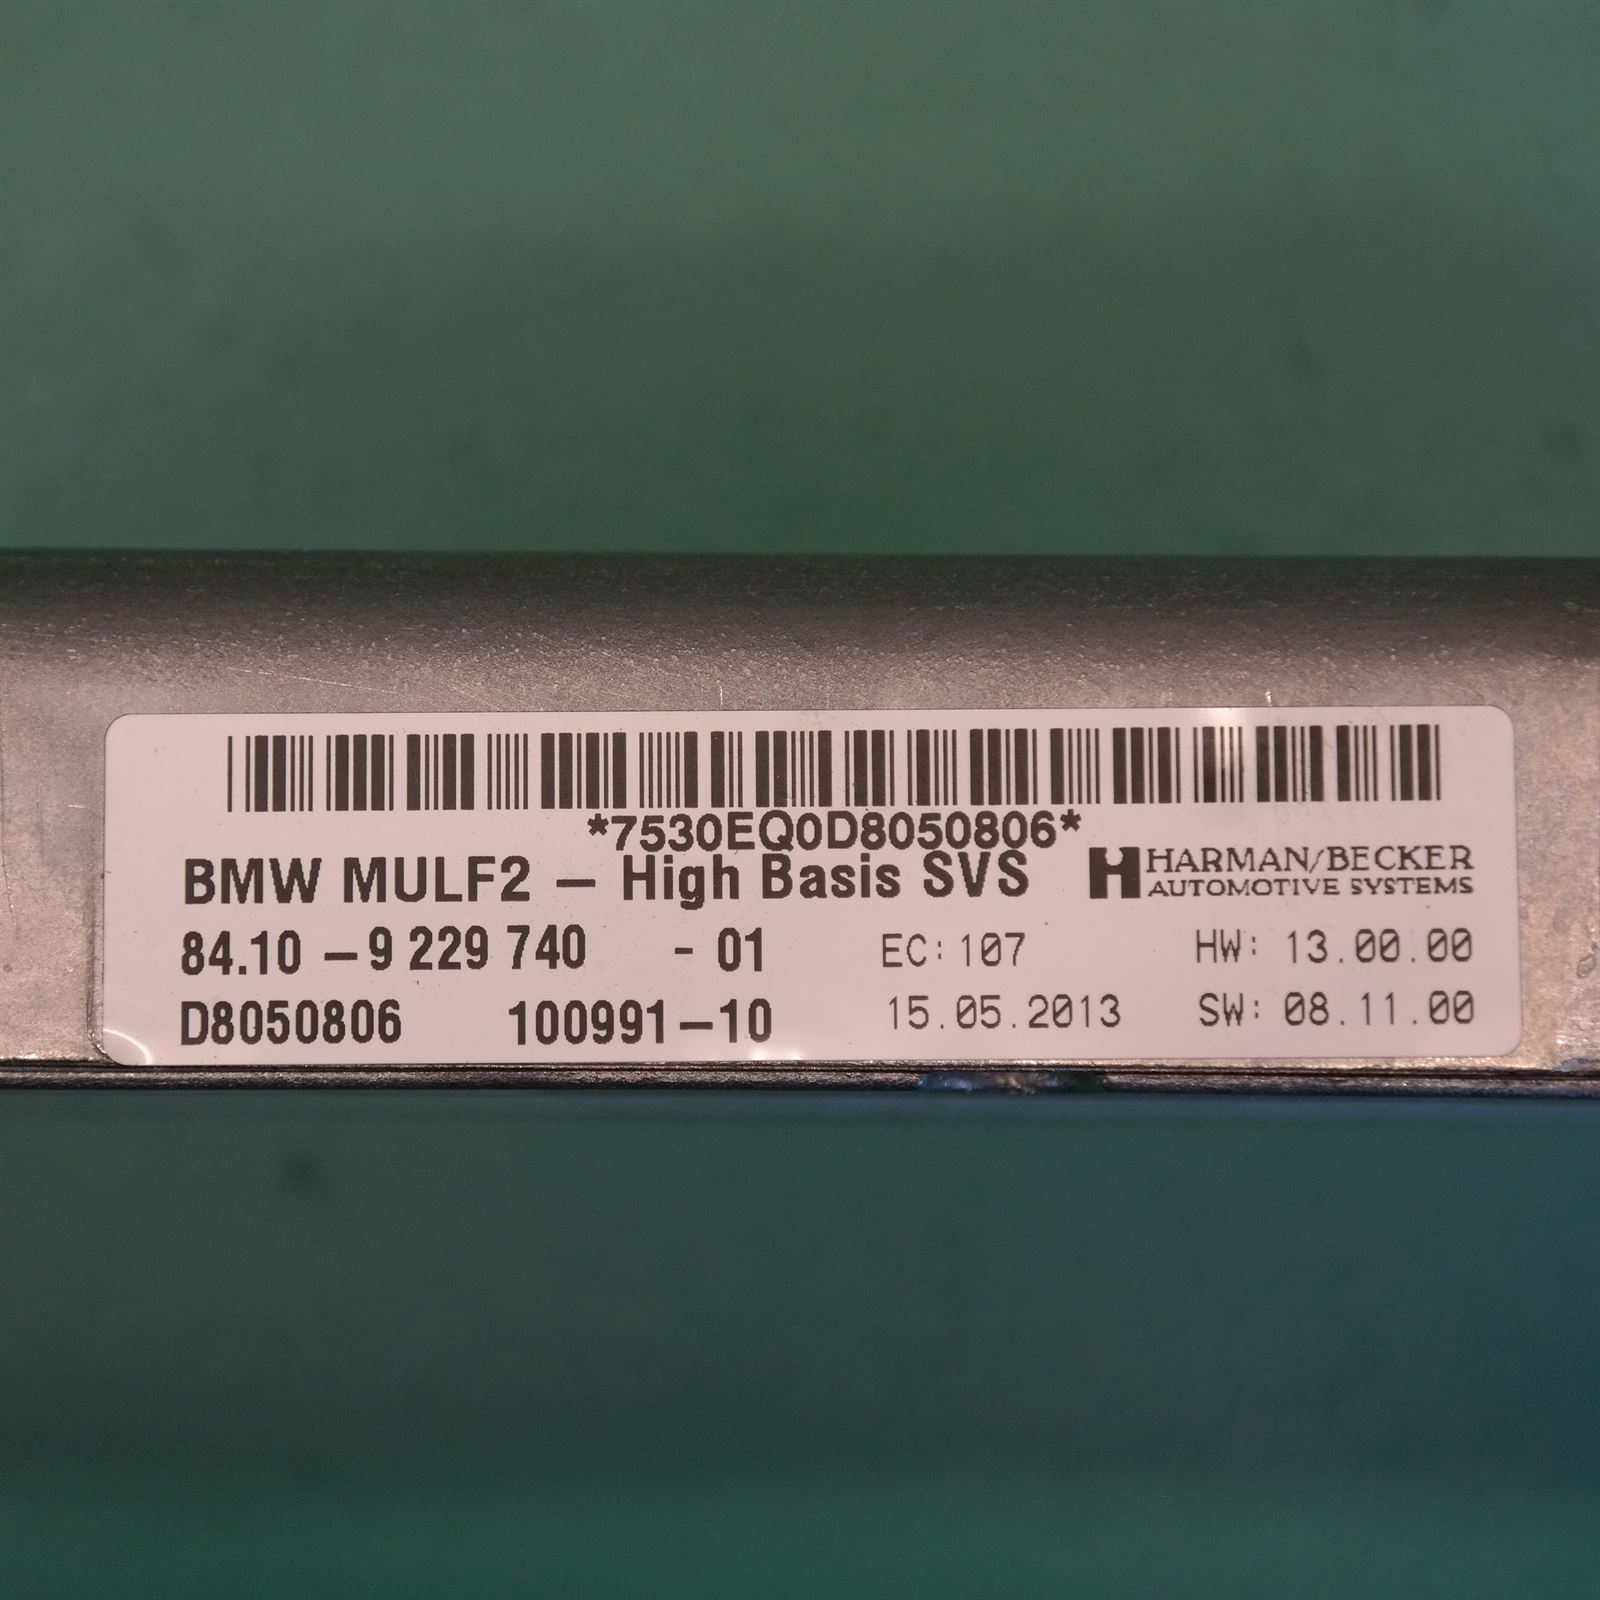 *7530EQ0D8050806*
BMW MULF2 – High Basis SVS
HARMAN/BECKER
AUTOMOTIVE SYSTEMS
84.10 – 9 229 740 - 01 EC: 107 HW: 13.00.00
D8050806 100991–10 15.05.2013 SW: 08.11.00